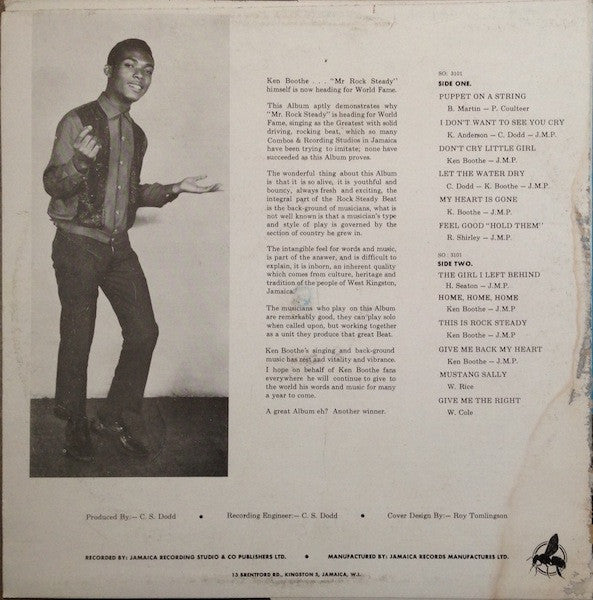 Ken Boothe . . . "Mr Rock Steady"
himself is now heading for World Fame.
This Album aptly demonstrates why
"Mr. Rock Steady" is heading for World
Fame, singing as the Greatest with solid
driving, rocking beat, which so many
Combos & Rcording Studios in Jamaica
have been trying to imitate; none have
succeeded as this Album proves.
The wonderful thing about this Album
is that it is so alive, it is youthful and
bouncy, always fresh and exciting, the
integral part of the Rock Steady Beat
is the back-ground of musicians, what is
not well known is that a musician's type
and style of play is governed by the
section of country he grew in.
The intangible feel for words and music,
is part of the answer, and is difficult to
explain, it is inborn, an inherent quality
which comes from culture, heritage and
tradition of the people of West Kingston,
Jamaica.
The musicians who play on this Album
are remarkably good, they can play solo
when called upon, but working together
as a unit they produce that great Beat.
Ken Boothe's singing and back-ground
music has zest and vitality and vibrance.
I hope on behalf of Ken Boothe fans
everywhere he will continue to give to
the world his words and music for many
a year to come.
A great Album eh? Another winner.
SO: 3101
SIDE ONE.
PUPPET ON A STRING
B. Martin — P. Coulteer
I DON'T WANT TO SEE YOU CRY
K. Anderson — C. Dodd — J.M.P.
DON'T CRY LITTLE GIRL
Ken Boothe — J.M.P.
LET THE WATER DRY
C. Dodd — K. Boothe — J.M.P.
MY HEART IS GONE
K. Boothe — J.M.P.
FEEL GOOD "HOLD THEM"
R. Shirley — J.M.P.
SO: 3101
SIDE TWO.
THE GIRL I LEFT BEHIND
H. Seaton — J.M.P.
HOME, HOME, HOME
Ken Boothe — J.M.P
THIS IS ROCK STEADY
Ken Boothe — J.M.P
GIVE ME BACK MY HEART
Ken Boothe — J.M.P.
MUSTANG SALLY
W. Rice
GIVE ME THE RIGHT
W. Cole
Produced By:— C. S. Dodd • Recording Engineer:— C. S. Dodd • Cover Design By:— Roy Tomlingson
RECORDED BY: JAMAICA RECORDING STUDIO & CO PUBLISHERS LTD. • MANUFACTURED BY: JAMAICA RECORDS MANUFACTURES LTD.
13 BRENTFORD RD., KINGSTON 5, JAMAICA, W.I.